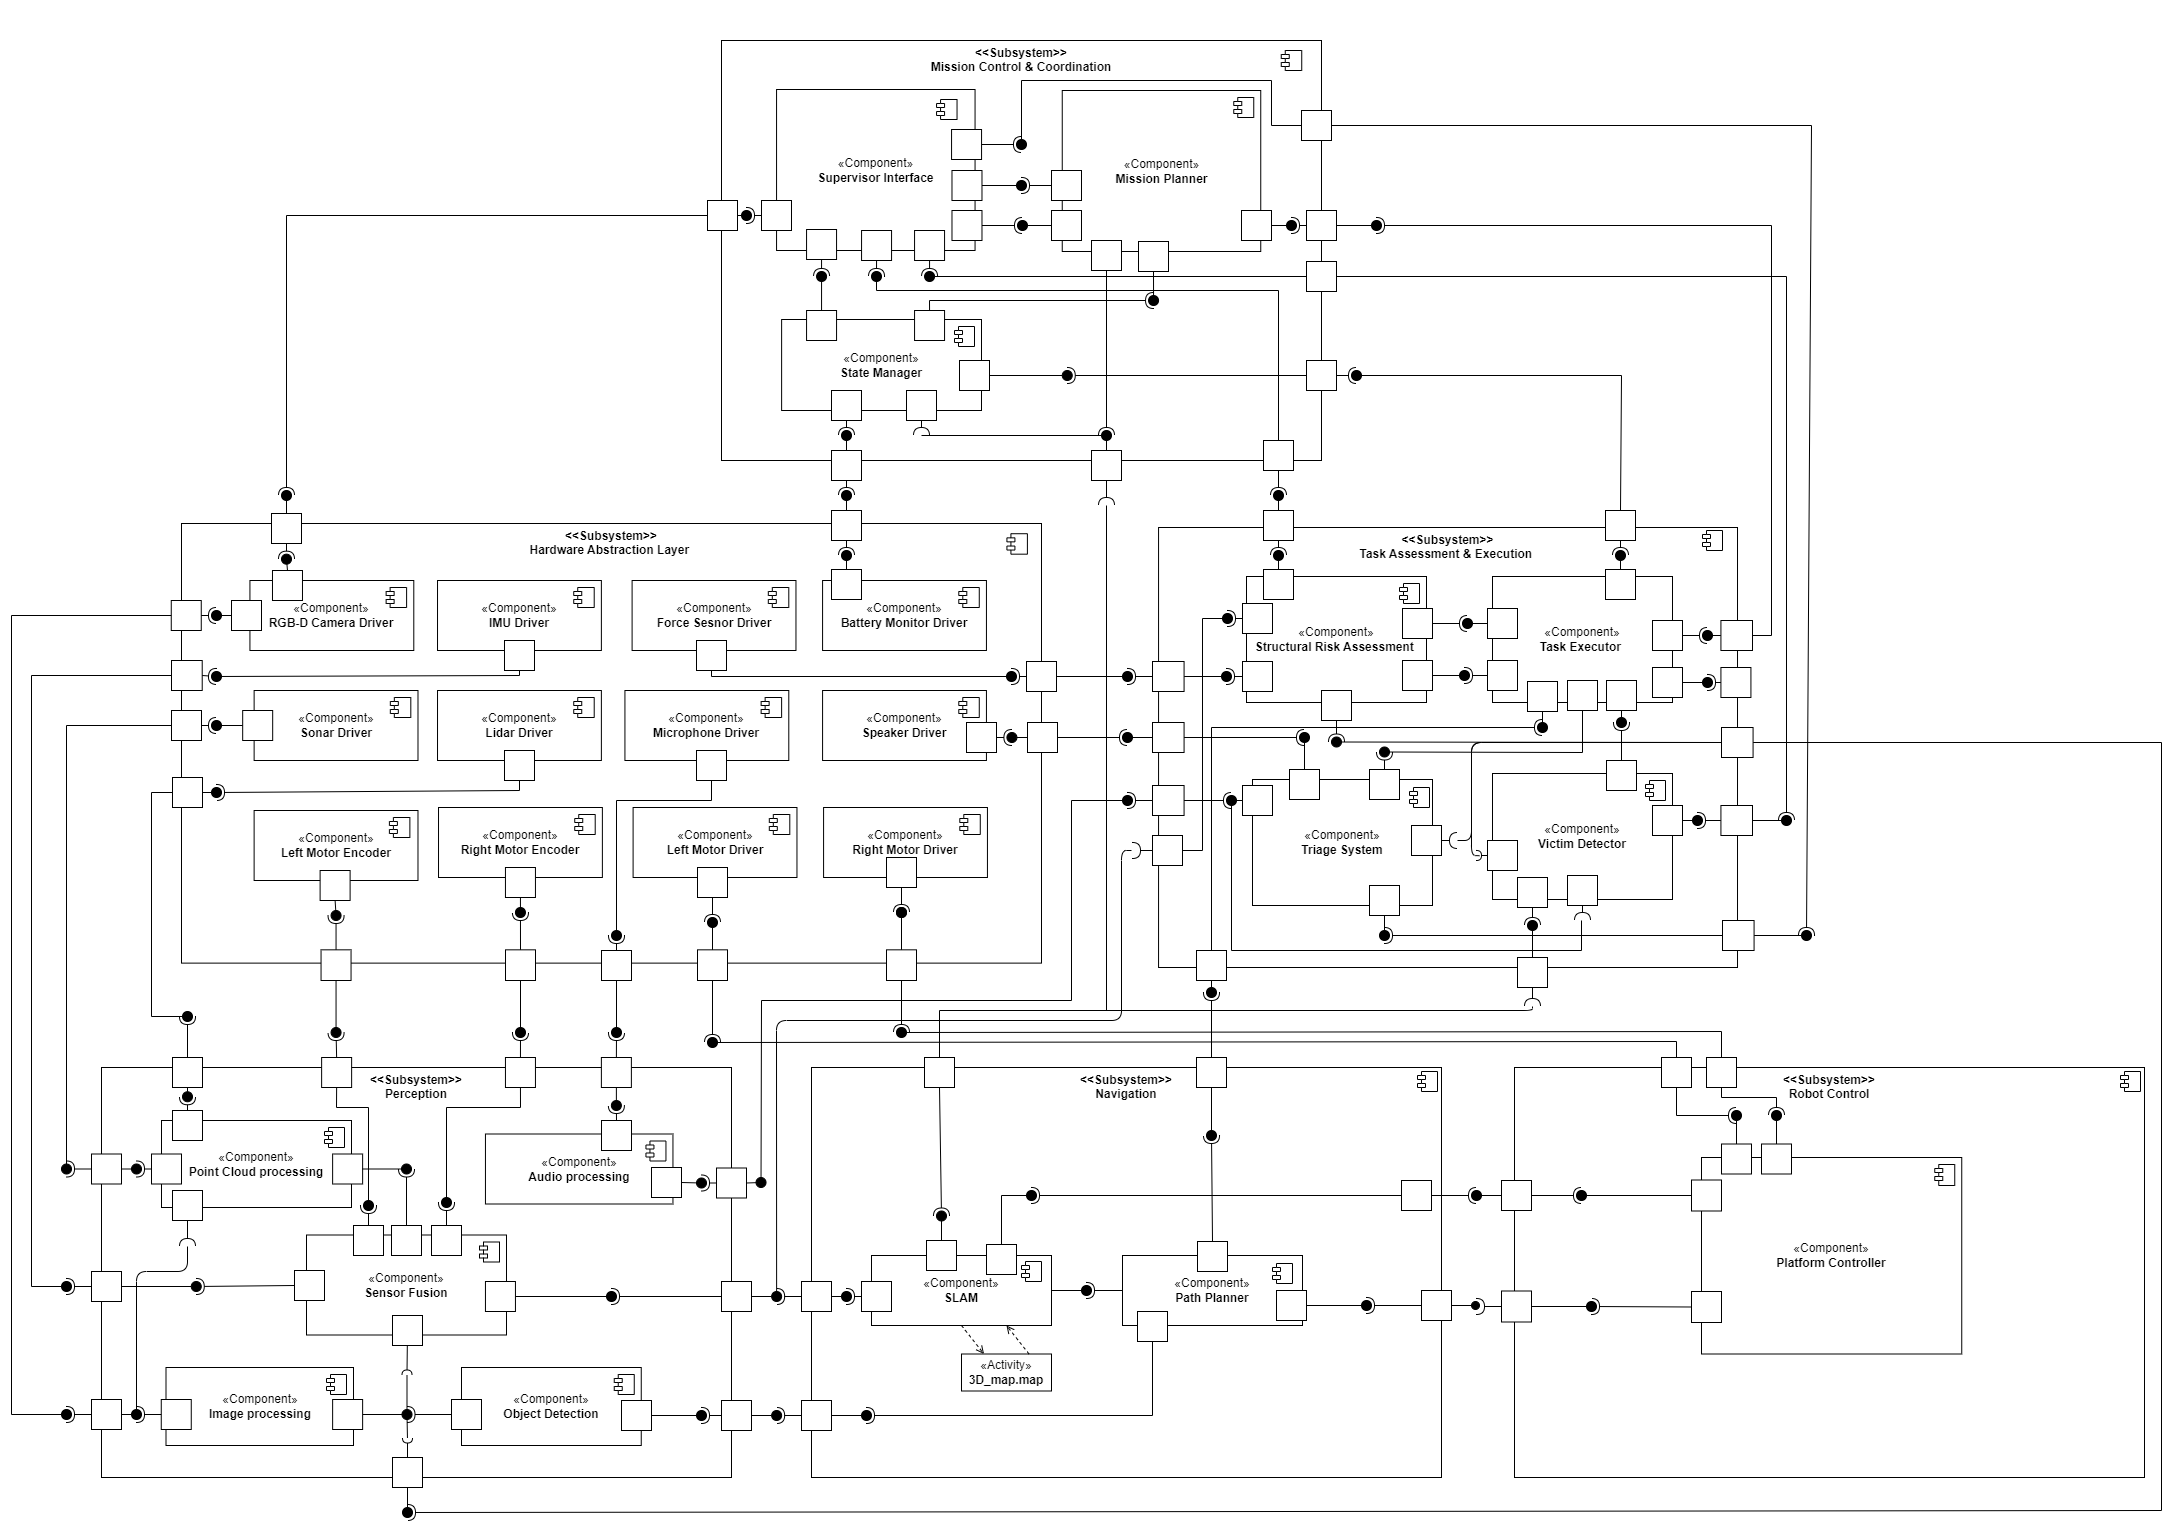 <<Subsystem>>
Mission Control & Coordination
«Component»
Supervisor Interface
«Component»
Mission Planner
«Component»
State Manager
<<Subsystem>>
Hardware Abstraction Layer
«Component»
RGB-D Camera Driver
«Component»
IMU Driver
«Component»
Force Sesnor Driver
«Component»
Battery Monitor Driver
«Component»
Sonar Driver
«Component»
Lidar Driver
«Component»
Microphone Driver
«Component»
Speaker Driver
«Component»
Left Motor Encoder
«Component»
Right Motor Encoder
«Component»
Left Motor Driver
«Component»
Right Motor Driver
<<Subsystem>>
Task Assessment & Execution
«Component»
Structural Risk Assessment
«Component»
Task Executor
«Component»
Triage System
«Component»
Victim Detector
<<Subsystem>>
Perception
«Component»
Point Cloud processing
«Component»
Audio processing
«Component»
Sensor Fusion
«Component»
Image processing
«Component»
Object Detection
<<Subsystem>>
Navigation
«Component»
SLAM
«Component»
Path Planner
«Activity»
3D_map.map
<<Subsystem>>
Robot Control
«Component»
Platform Controller